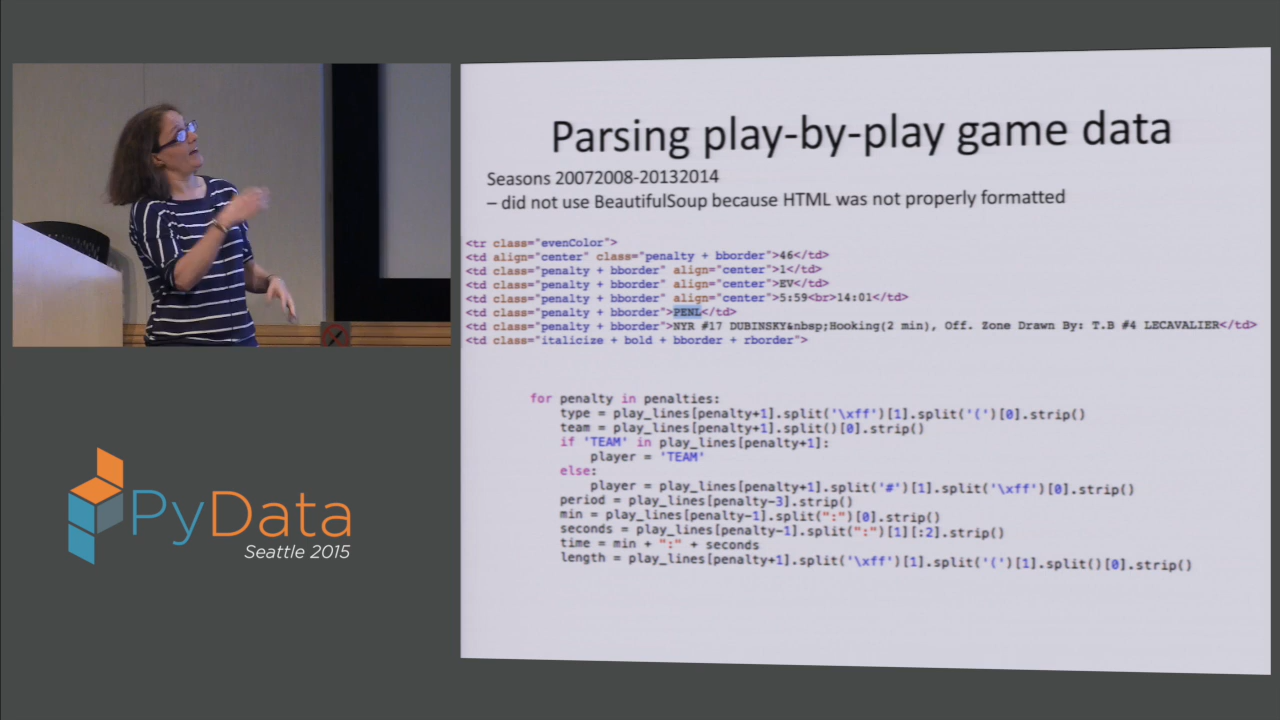 Parsing play-by-play game data
Seasons 20072008-20132014
– did not use BeautifulSoup because HTML was not properly formatted
<tr class="evenColor">
<td align="center" class="penalty + bborder">46</td>
<td class="penalty + bborder" align="center">1</td>
<td class="penalty + bborder" align="center">EV</td>
<td class="penalty + bborder" align="center">5:59<br>14:01</td>
<td class="penalty + bborder">PENL</td>
<td class="penalty + bborder">NYR #17 DUBINSKY&nbsp;Hooking(2 min), Off. Zone Drawn By: T.B #4 LECAVALIER</td>
<td class="italicize + bold + bborder + rborder">
for penalty in penalties:
type = play_lines[penalty+1].split('\xff')[1].split('(')[0].strip()
team = play_lines[penalty+1].split()[0].strip()
if 'TEAM' in play_lines[penalty+1]:
player = 'TEAM'
else:
player = play_lines[penalty+1].split('#')[1].split('\xff')[0].strip()
period = play_lines[penalty-3].strip()
min = play_lines[penalty-1].split(":")[0].strip()
seconds = play_lines[penalty-1].split(":")[1][:2].strip()
time = min + ":" + seconds
length = play_lines[penalty+1].split('\xff')[1].split('(')[1].split()[0].strip()
PyData
Seattle 2015